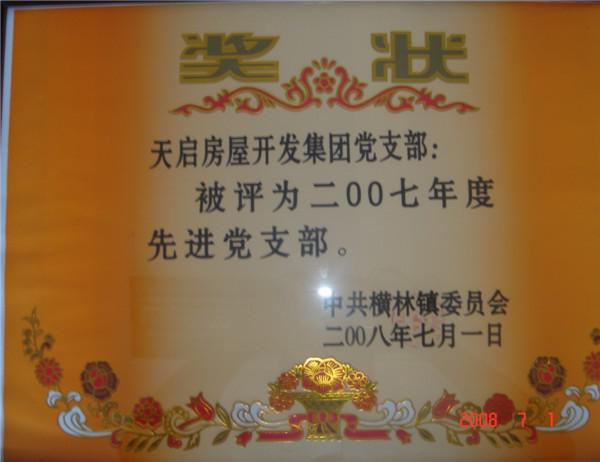 奖状
天启房屋开发集团党支部：
被评为二00七年度
先进党支部。
中共横林镇委员会
二00八年七月一日
2008 7 1